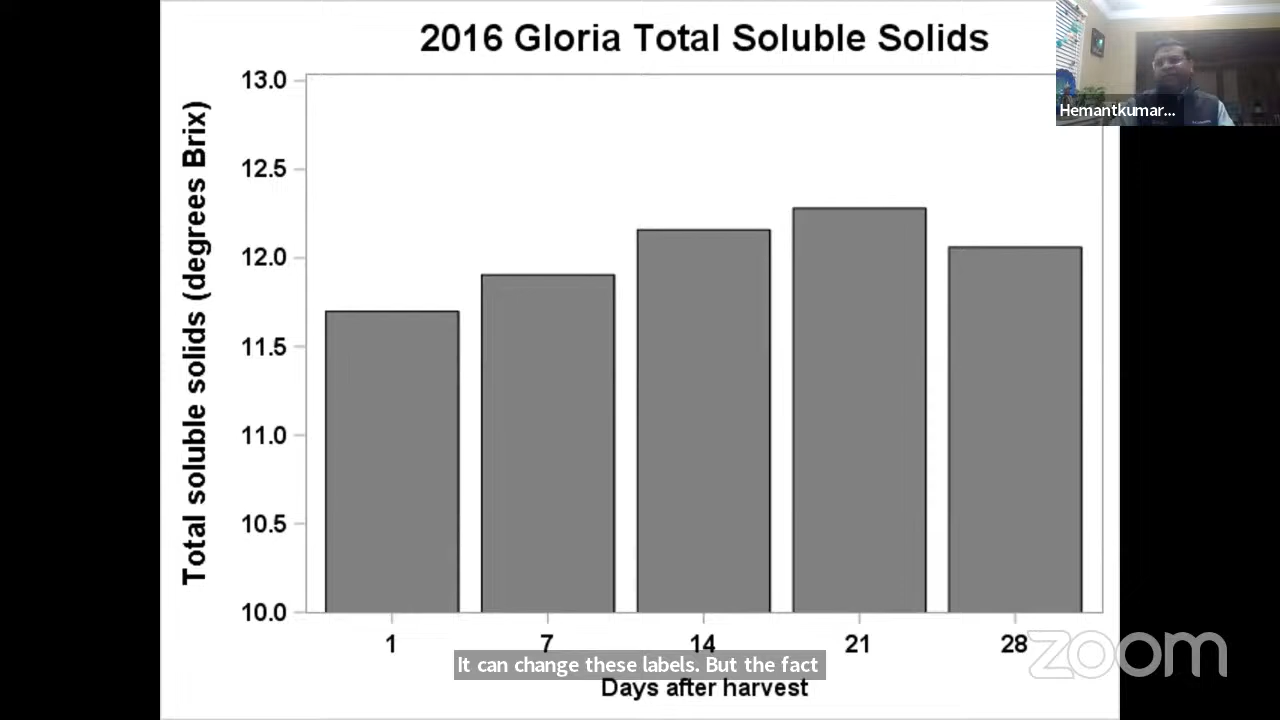 2016 Gloria Total Soluble Solids
Hemantkumar...
Total soluble solids (degrees Brix)
13.0
12.5
12.0
11.5
11.0
10.5
10.0
1 7 14 21 28
It can change these labels. But the fact
Days after harvest
zoom